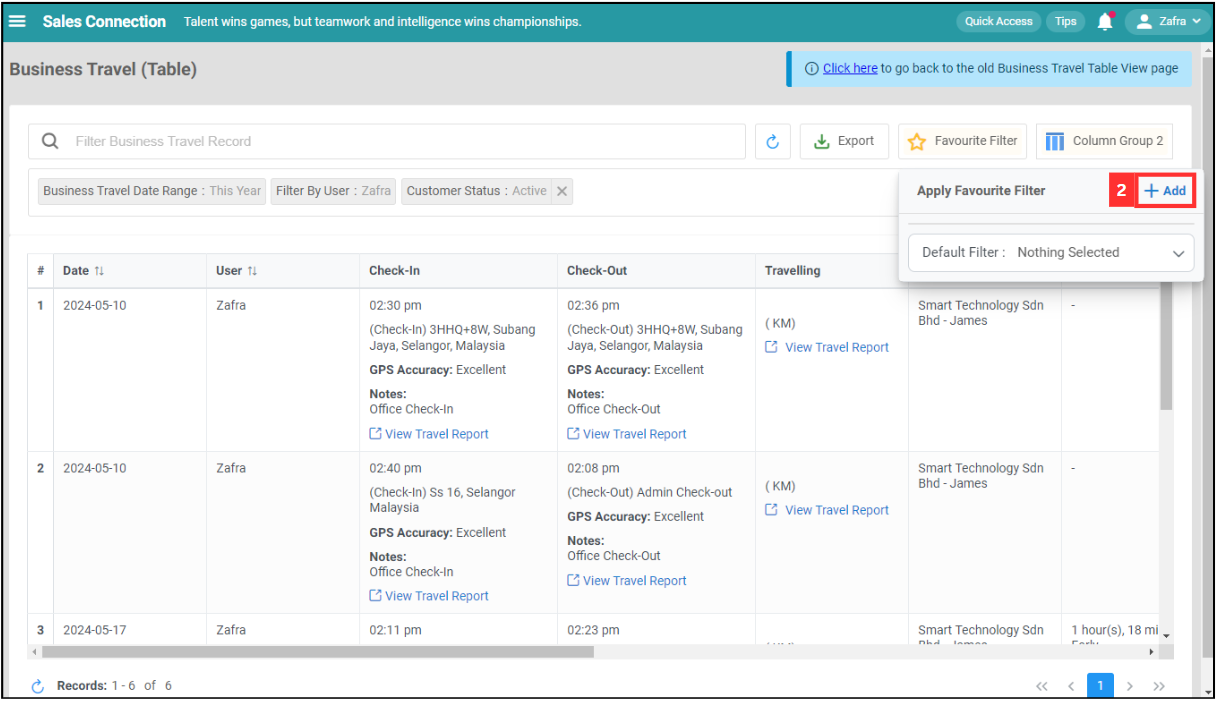 Sales Connection Talent wins games, but teamwork and intelligence wins championships. Quick Access Tips Zafra
Business Travel (Table)
Click here to go back to the old Business Travel Table View page
Filter Business Travel Record Export Favourite Filter Column Group 2
Business Travel Date Range : This Year Filter By User : Zafra Customer Status : Active
Apply Favourite Filter 2 + Add
Default Filter : Nothing Selected
# Date User Check-In Check-Out Travelling
1 2024-05-10 Zafra 02:30 pm 02:36 pm Smart Technology Sdn -
Bhd - James
( KM)
(Check-In) 3HHQ+8W, Subang (Check-Out) 3HHQ+8W, Subang
Jaya, Selangor, Malaysia Jaya, Selangor, Malaysia View Travel Report
GPS Accuracy: Excellent GPS Accuracy: Excellent
Notes: Notes:
Office Check-In Office Check-Out
View Travel Report View Travel Report
2 2024-05-10 Zafra 02:40 pm 02:08 pm Smart Technology Sdn -
Bhd - James
( KM)
(Check-In) Ss 16, Selangor (Check-Out) Admin Check-out
Malaysia View Travel Report
GPS Accuracy: Excellent
GPS Accuracy: Excellent
Notes:
Notes: Office Check-Out
Office Check-In
View Travel Report
View Travel Report
3 2024-05-17 Zafra 02:11 pm 02:23 pm Smart Technology Sdn 1 hour(s), 18 mi
Records: 1 - 6 of 6 << < 1 > >>